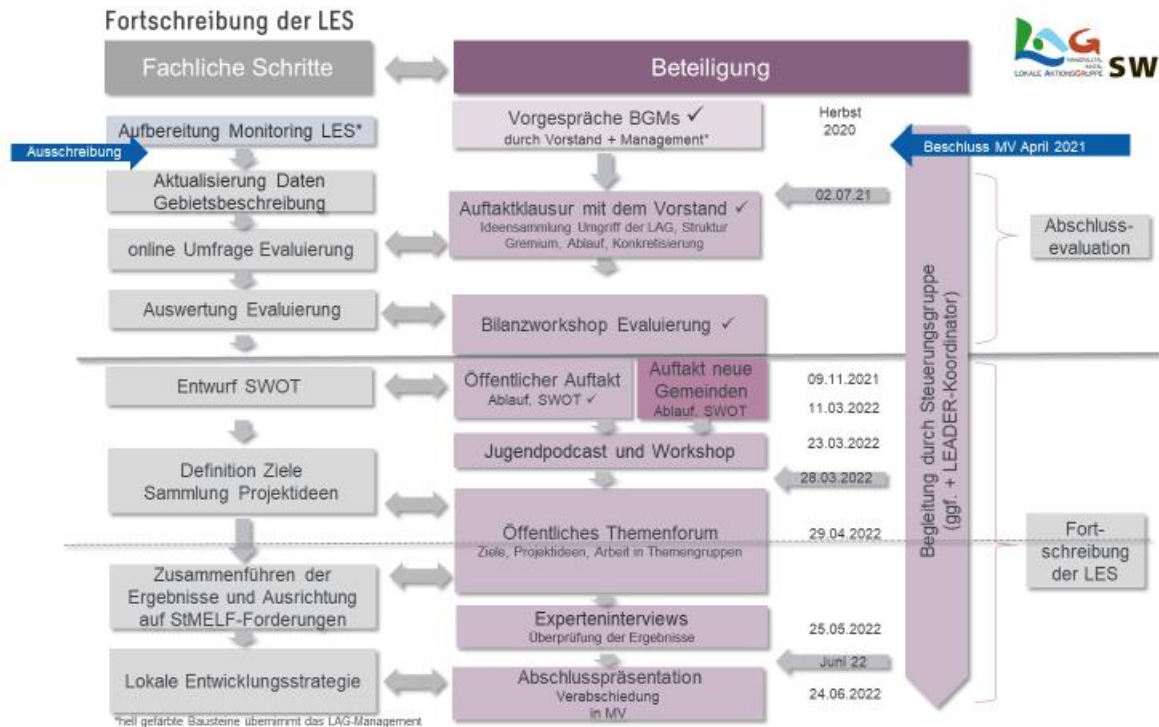 Fortschreibung der LES
LAG
MANGFALLTAL
INNTAL
LOKALE AKTIONSGRUPPE
SW
Fachliche Schritte
Beteiligung
Aufbereitung Monitoring LES*
Ausschreibung
Aktualisierung Daten
Gebietsbeschreibung
online Umfrage Evaluierung
Auswertung Evaluierung
Entwurf SWOT
Definition Ziele
Sammlung Projektideen
Zusammenführen der
Ergebnisse und Ausrichtung
auf StMELF-Forderungen
Lokale Entwicklungsstrategie
*hell gefärbte Bausteine übernimmt das LAG-Management
Vorgespräche BGMs ✓
durch Vorstand + Management*
Auftaktklausur mit dem Vorstand ✓
Ideensammlung Umgriff der LAG, Struktur
Gremium, Ablauf, Konkretisierung
Bilanzworkshop Evaluierung ✓
Öffentlicher Auftakt
Ablauf, SWOT ✓
Auftakt neue
Gemeinden
Ablauf, SWOT
Jugendpodcast und Workshop
Öffentliches Themenforum
Ziele, Projektideen, Arbeit in Themengruppen
Experteninterviews
Überprüfung der Ergebnisse
Abschlusspräsentation
Verabschiedung
in MV
Herbst
2020
Beschluss MV April 2021
02.07.21
09.11.2021
11.03.2022
23.03.2022
28.03.2022
29.04.2022
25.05.2022
Juni 22
24.06.2022
Begleitung durch Steuerungsgruppe
(ggf. + LEADER-Koordinator)
Abschluss-
evaluation
Fort-
schreibung
der LES